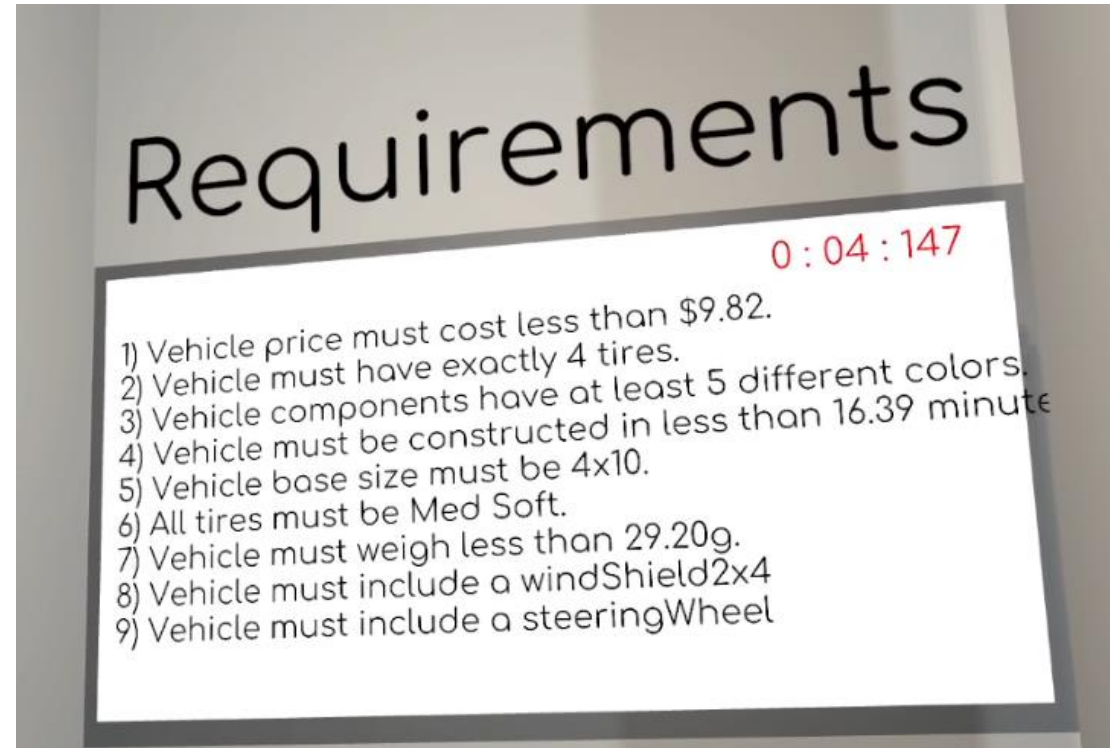 Requirements
0 : 04 : 147
1) Vehicle price must cost less than $9.82.
2) Vehicle must have exactly 4 tires.
3) Vehicle components have at least 5 different colors.
4) Vehicle must be constructed in less than 16.39 minute
5) Vehicle base size must be 4x10.
6) All tires must be Med Soft.
7) Vehicle must weigh less than 29.20g.
8) Vehicle must include a windShield2x4
9) Vehicle must include a steeringWheel